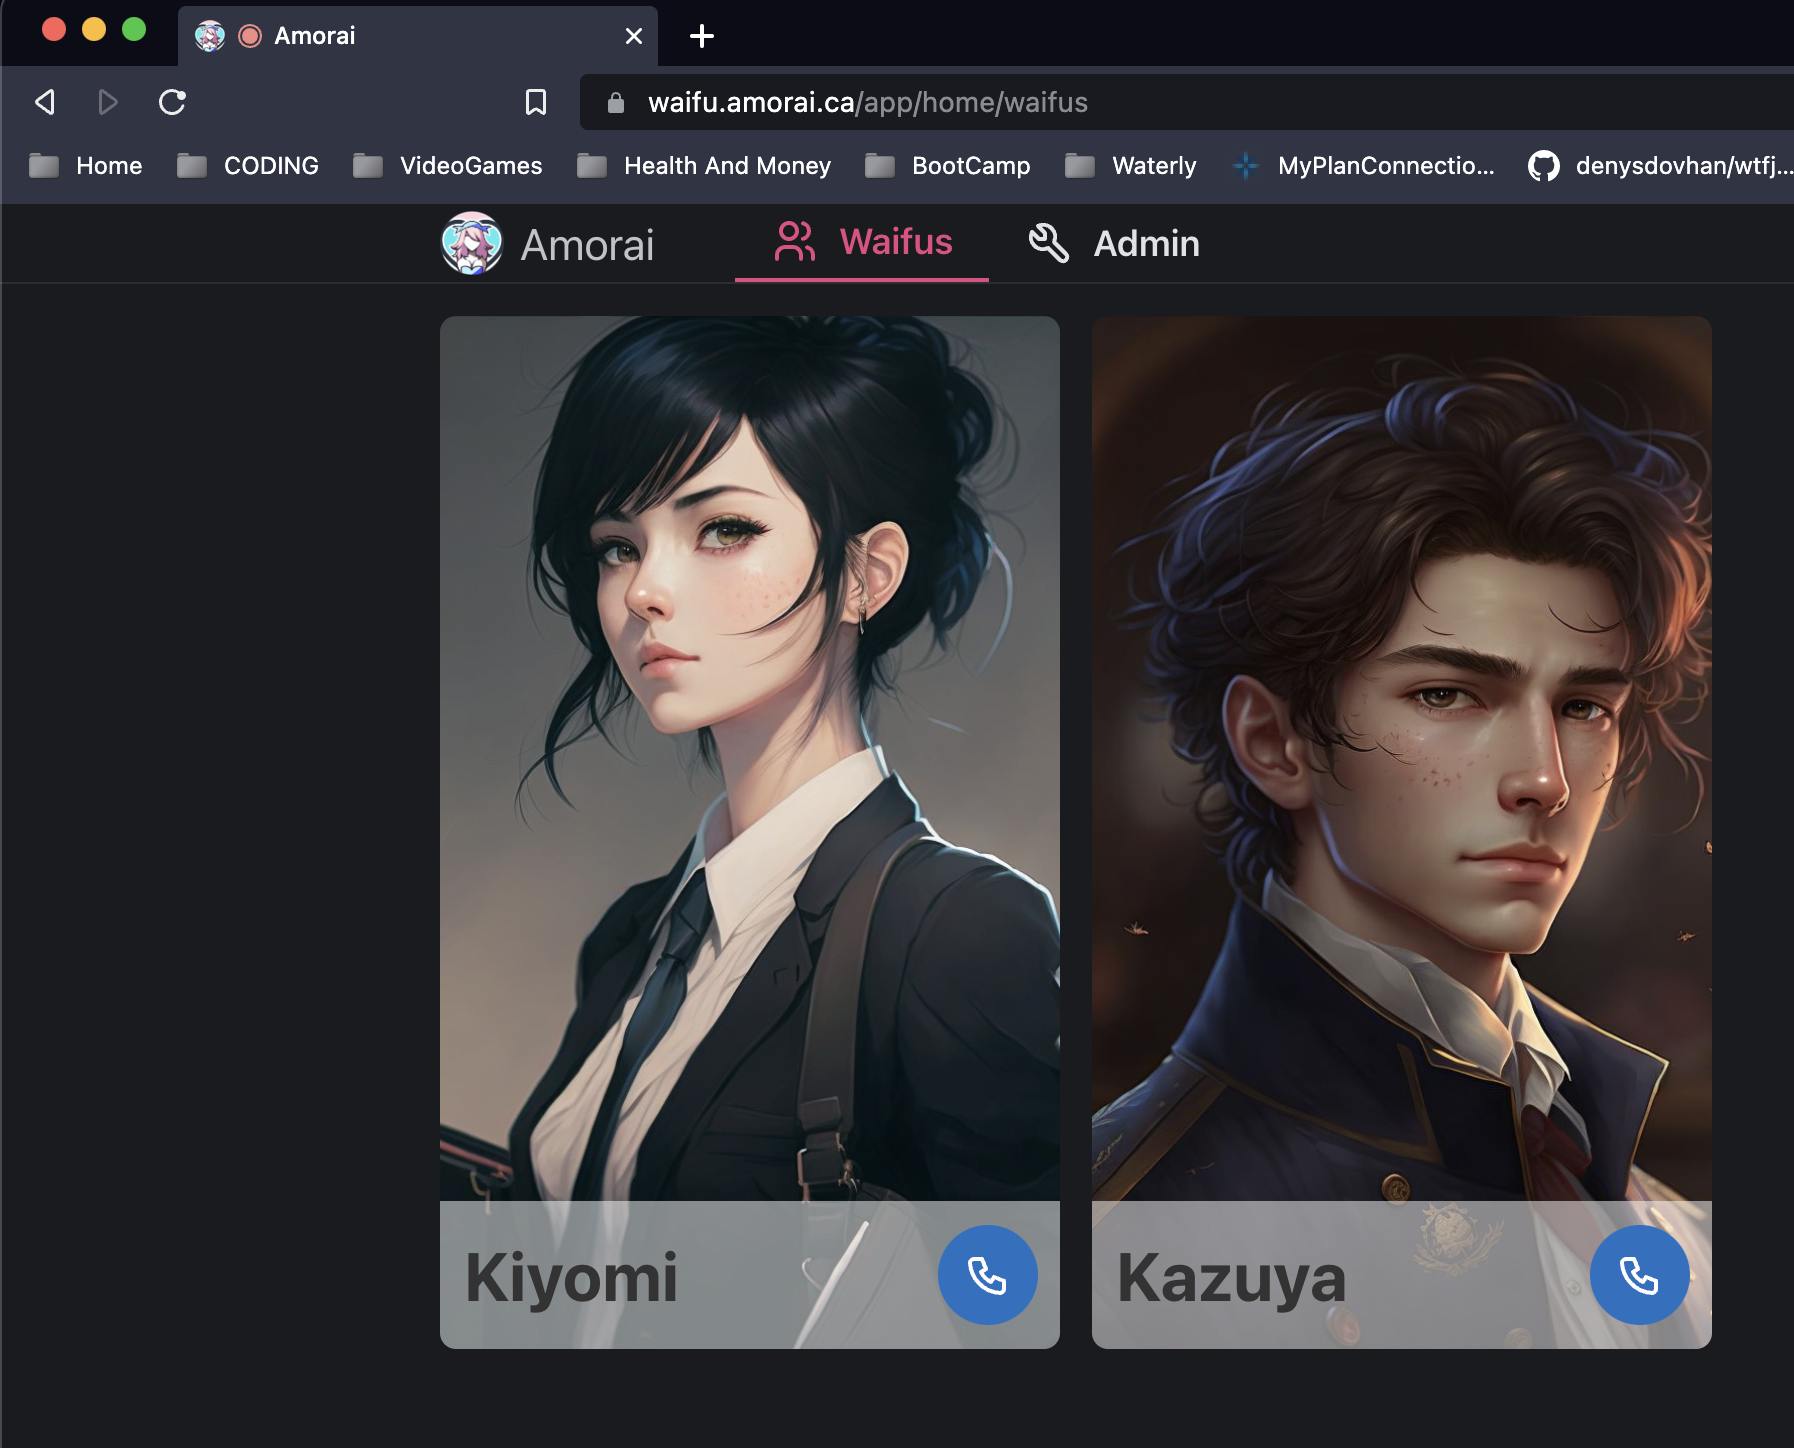 Amorai
waifu.amorai.ca/app/home/waifus
Home CODING VideoGames Health And Money BootCamp Waterly MyPlanConnectio... denysdovhan/wtfj...
Amorai Waifus Admin
Kiyomi Kazuya